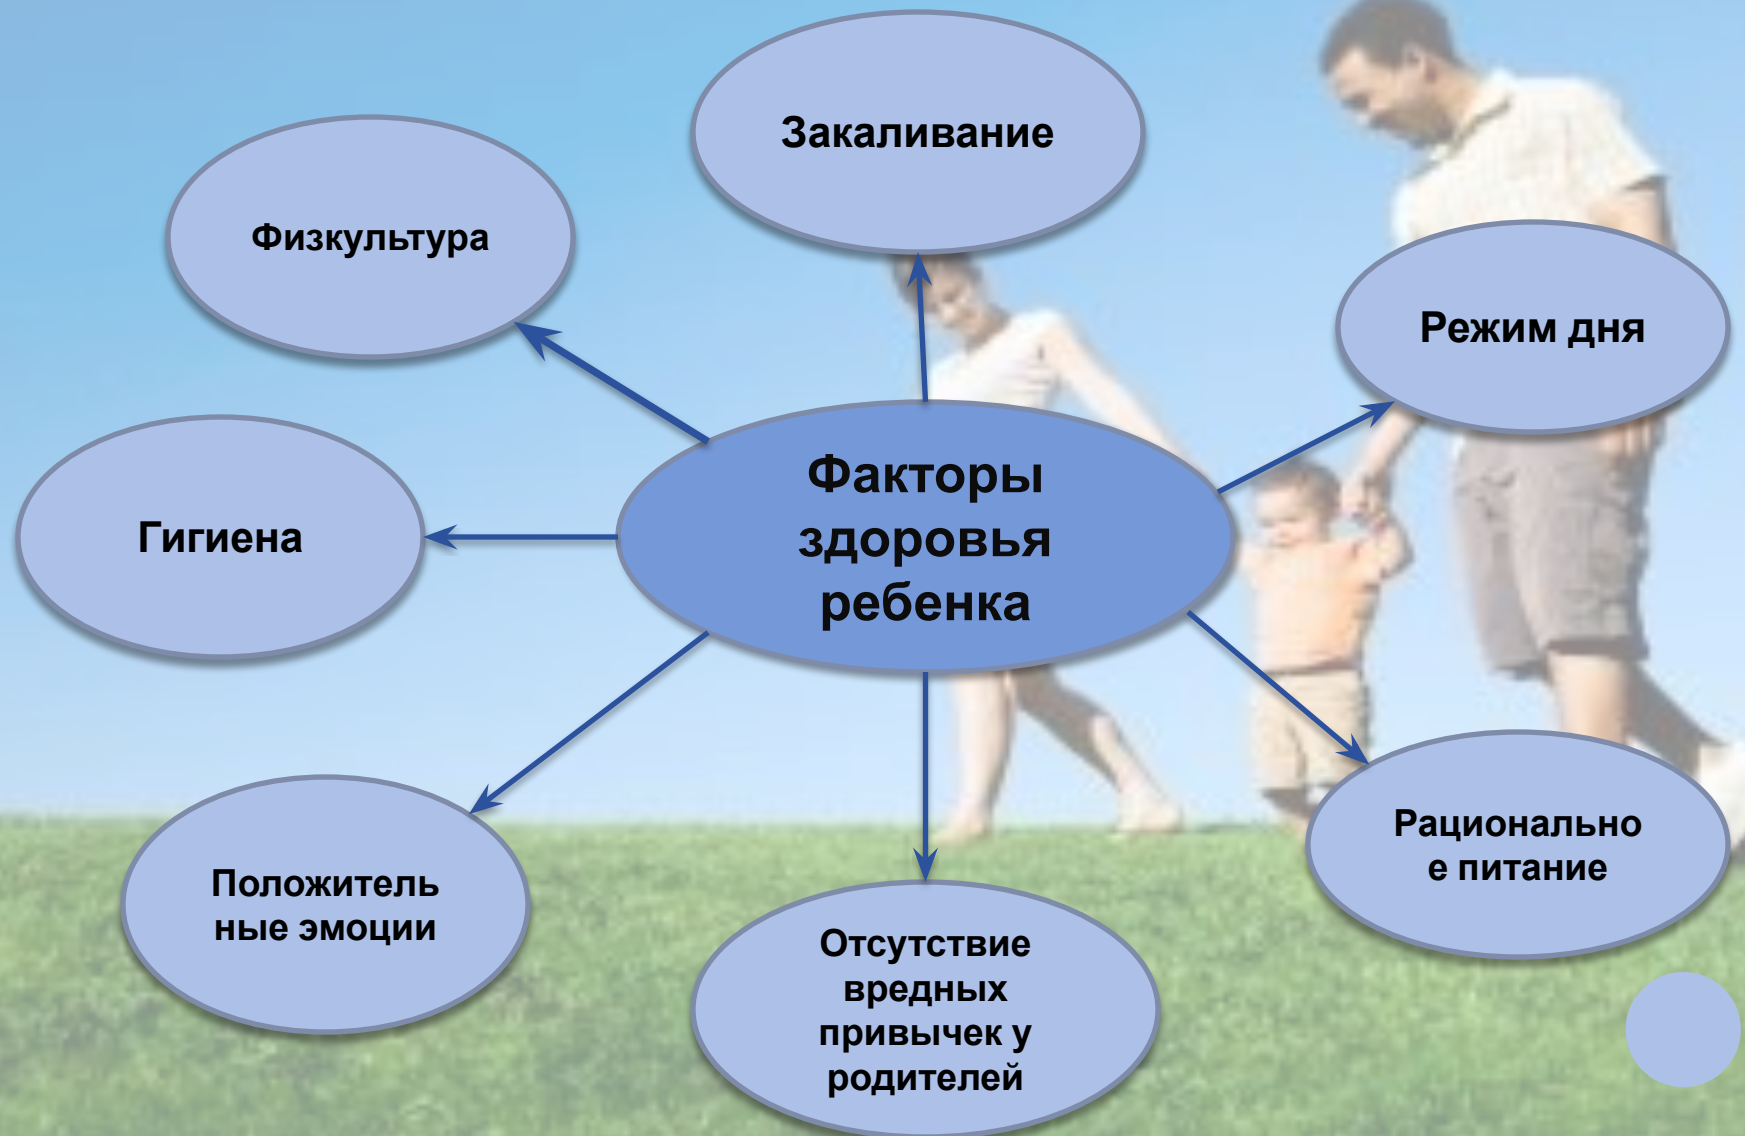 Закаливание
Физкультура
Режим дня
Факторы
здоровья
ребенка
Гигиена
Рационально
е питание
Положитель
ные эмоции
Отсутствие
вредных
привычек у
родителей